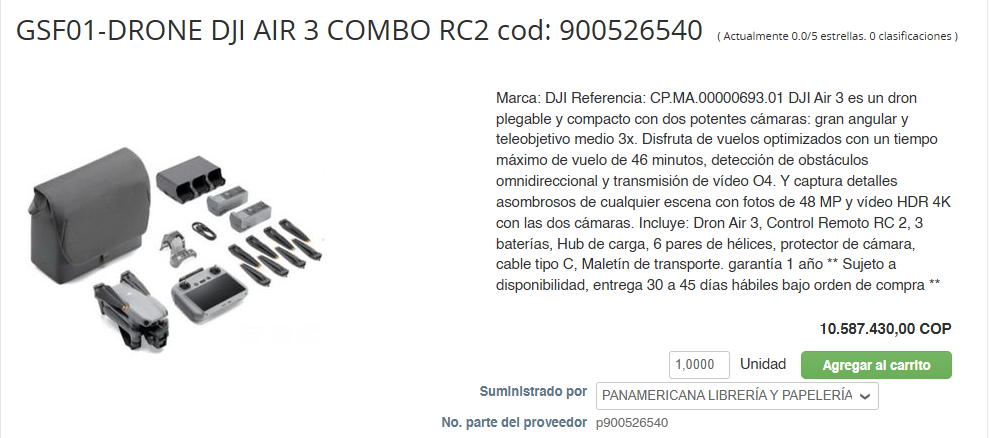 GSF01-DRONE DJI AIR 3 COMBO RC2 cod: 900526540 ( Actualmente 0.0/5 estrellas. 0 clasificaciones )
Marca: DJI Referencia: CP.MA.00000693.01 DJI Air 3 es un dron
plegable y compacto con dos potentes cámaras: gran angular y
teleobjetivo medio 3x. Disfruta de vuelos optimizados con un tiempo
máximo de vuelo de 46 minutos, detección de obstáculos
omnidireccional y transmisión de vídeo O4. Y captura detalles
asombrosos de cualquier escena con fotos de 48 MP y vídeo HDR 4K
con las dos cámaras. Incluye: Dron Air 3, Control Remoto RC 2, 3
baterías, Hub de carga, 6 pares de hélices, protector de cámara,
cable tipo C, Maletín de transporte. garantía 1 año ** Sujeto a
disponibilidad, entrega 30 a 45 días hábiles bajo orden de compra **
10.587.430,00 COP
1,0000 Unidad Agregar al carrito
Suministrado por PANAMERICANA LIBRERÍA Y PAPELERÍA
No. parte del proveedor p900526540